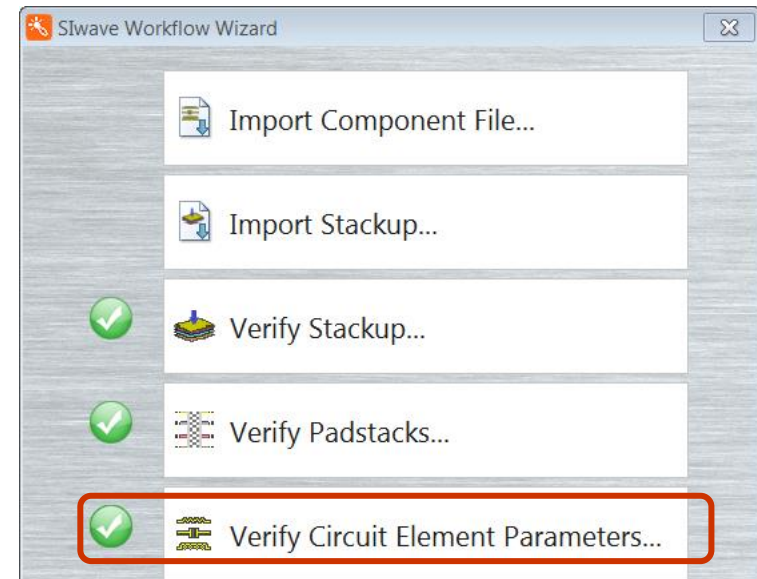 SIwave Workflow Wizard
Import Component File...
Import Stackup...
Verify Stackup...
Verify Padstacks...
Verify Circuit Element Parameters...